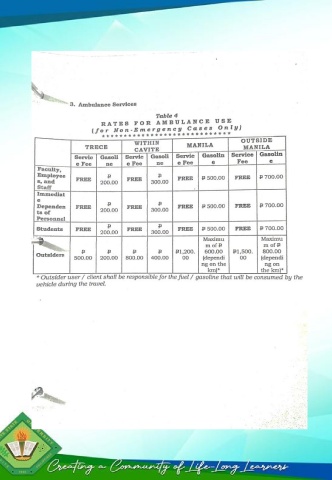 3. Ambulance Services
Table 4
RATES FOR AMBULANCE USE
(for Non-Emergency Cases Only)
TRECE WITHIN CAVITE MANILA OUTSIDE MANILA
Service Fee Gasoline Service Fee Gasoline Service Fee Gasoline Service Fee Gasoline
Faculty, Employees, and Staff FREE ₱ 200.00 FREE ₱ 300.00 FREE ₱ 500.00 FREE ₱ 700.00
Immediate Dependents of Personnel FREE ₱ 200.00 FREE ₱ 300.00 FREE ₱ 500.00 FREE ₱ 700.00
Students FREE ₱ 200.00 FREE ₱ 300.00 FREE ₱ 500.00 FREE ₱ 700.00
Outsiders ₱ 500.00 ₱ 200.00 ₱ 800.00 ₱ 400.00 ₱1,200.00 Maximum of ₱ 600.00 (depending on the km)* ₱1,500.00 Maximum of ₱ 800.00 (depending on the km)*
* Outsider user / client shall be responsible for the fuel / gasoline that will be consumed by the
vehicle during the travel.
Creating a Community of Life-Long Learners